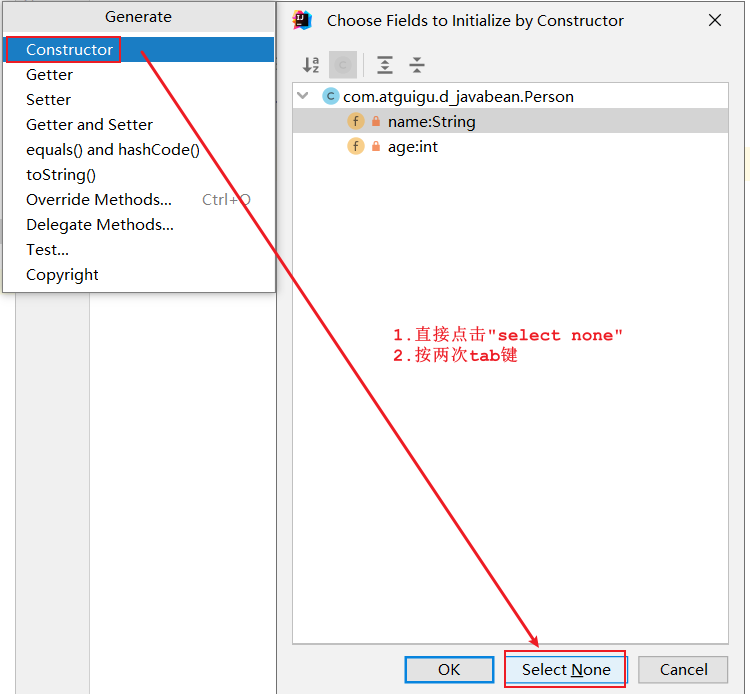 Generate
Constructor
Getter
Setter
Getter and Setter
equals() and hashCode()
toString()
Override Methods... Ctrl+O
Delegate Methods...
Test...
Copyright
Choose Fields to Initialize by Constructor
com.atguigu.d_javabean.Person
name:String
age:int
1.直接点击"select none"
2.按两次tab键
OK
Select None
Cancel